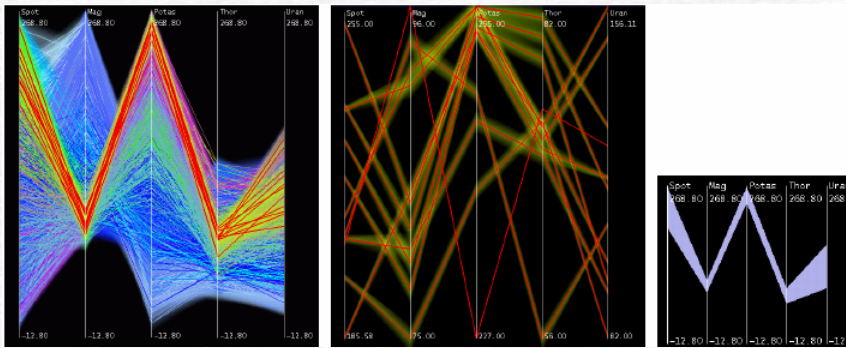 Spot Mag Potas Thor Uran
268.80 268.80 268.80 268.80 268.80
-12.80 -12.80 -12.80 -12.80 -12.80
Spot Mag Potas Thor Uran
255.00 96.00 255.00 82.00 156.11
185.58 75.00 227.00 56.00 82.00
Spot Mag Potas Thor Ura
268.80 268.80 268.80 268.80 268
-12.80 -12.80 -12.80 -12.80 -12